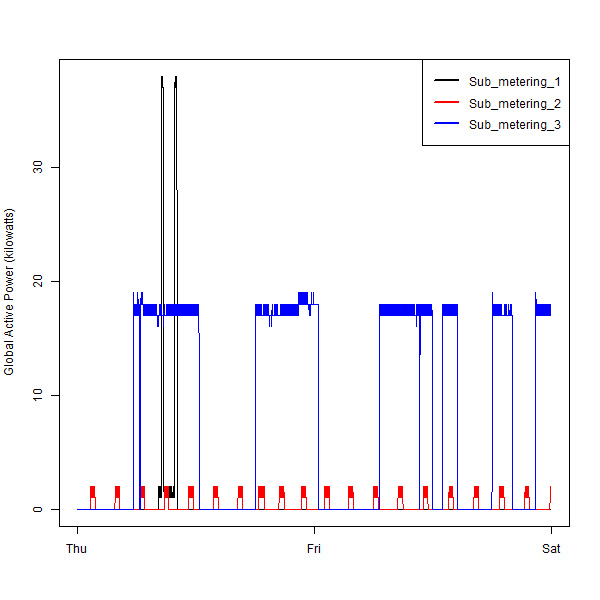 Sub_metering_1
Sub_metering_2
Sub_metering_3
Global Active Power (kilowatts)
30
20
10
0
Thu Fri Sat